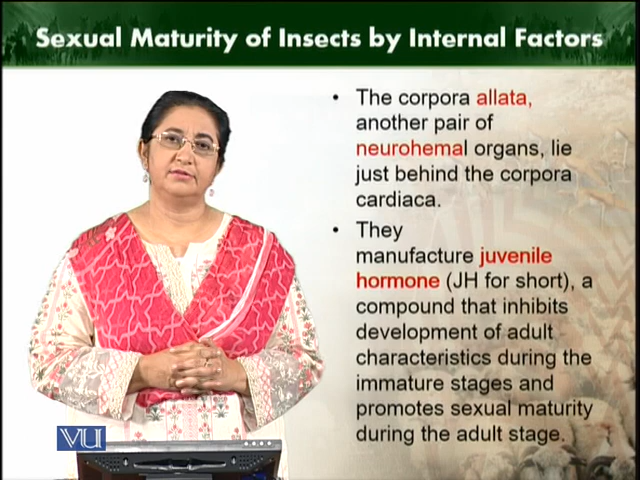 Sexual Maturity of Insects by Internal Factors
• The corpora allata,
another pair of
neurohemal organs, lie
just behind the corpora
cardiaca.
• They
manufacture juvenile
hormone (JH for short), a
compound that inhibits
development of adult
characteristics during the
immature stages and
promotes sexual maturity
during the adult stage.
VU